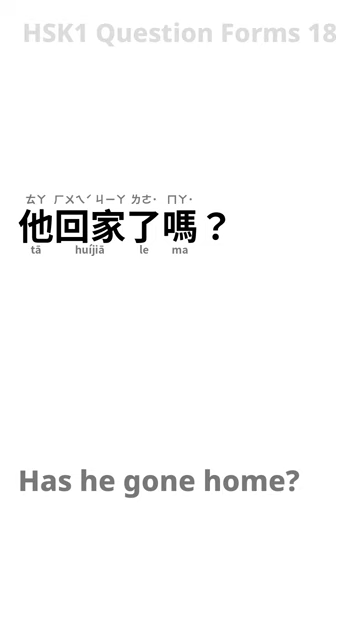 HSK1 Question Forms 18
ㄊㄚ ㄏㄨㄟˊ ㄐㄧㄚ ㄌㄜ˙ ㄇㄚ˙
他回家了嗎？
tā huíjiā le ma
Has he gone home?